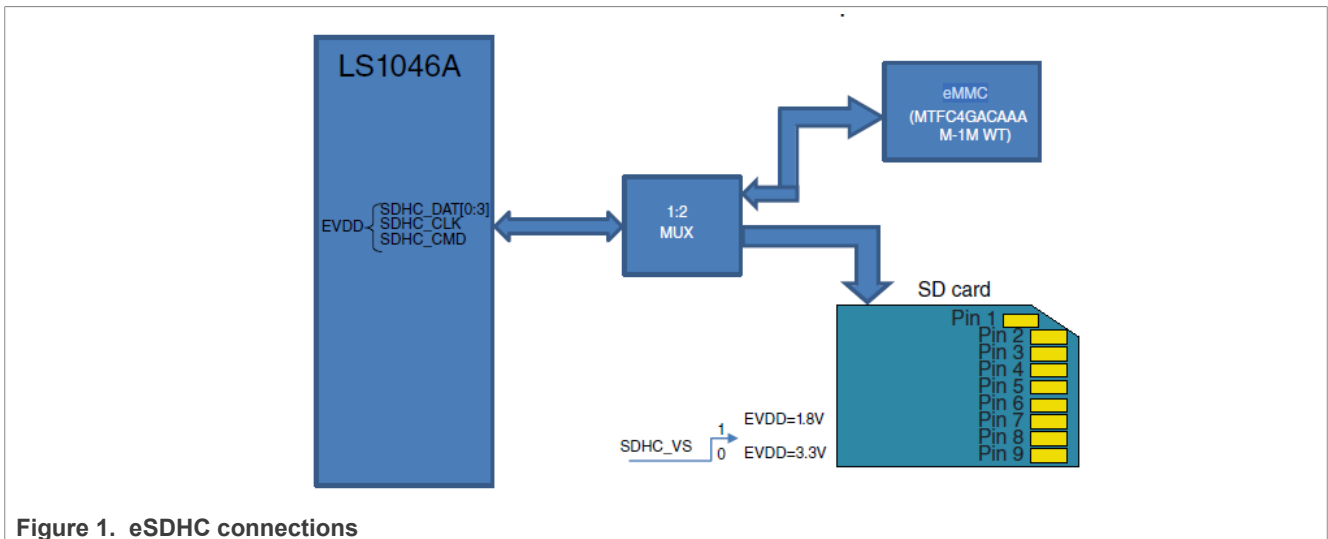 LS1046A
EVDD
SDHC_DAT[0:3]
SDHC_CLK
SDHC_CMD
1:2
MUX
eMMC
(MTFC4GACAAA
M-1M WT)
SD card
Pin 1
Pin 2
Pin 3
Pin 4
Pin 5
Pin 6
Pin 7
Pin 8
Pin 9
SDHC_VS
1
0
EVDD=1.8V
EVDD=3.3V
Figure 1. eSDHC connections